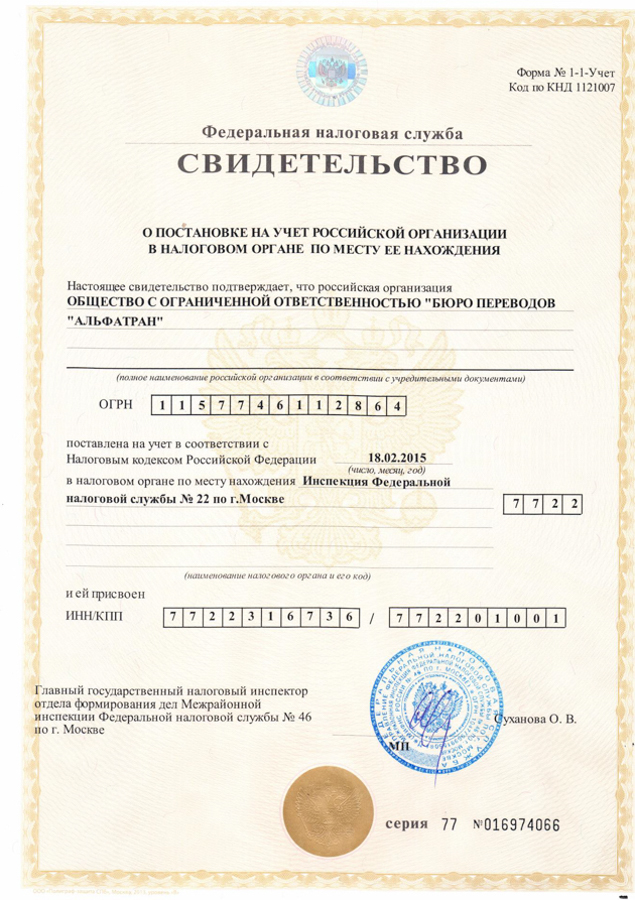 Форма № 1-1-Учет
Код по КНД 1121007
Федеральная налоговая служба
СВИДЕТЕЛЬСТВО
О ПОСТАНОВКЕ НА УЧЕТ РОССИЙСКОЙ ОРГАНИЗАЦИИ
В НАЛОГОВОМ ОРГАНЕ ПО МЕСТУ ЕЕ НАХОЖДЕНИЯ
Настоящее свидетельство подтверждает, что российская организация
ОБЩЕСТВО С ОГРАНИЧЕННОЙ ОТВЕТСТВЕННОСТЬЮ "БЮРО ПЕРЕВОДОВ
"АЛЬФАТРАН"
(полное наименование российской организации в соответствии с учредительными документами)
ОГРН 1 1 5 7 7 4 6 1 1 2 8 6 4
поставлена на учет в соответствии с
Налоговым кодексом Российской Федерации 18.02.2015
(число, месяц, год)
в налоговом органе по месту нахождения Инспекция Федеральной
налоговой службы № 22 по г.Москве 7 7 2 2
(наименование налогового органа и его код)
и ей присвоен
ИНН/КПП 7 7 2 2 3 1 6 7 3 6 / 7 7 2 2 0 1 0 0 1
Главный государственный налоговый инспектор
отдела формирования дел Межрайонной
инспекции Федеральной налоговой службы № 46
по г. Москве
Суханова О. В.
МП
серия 77 №016974066